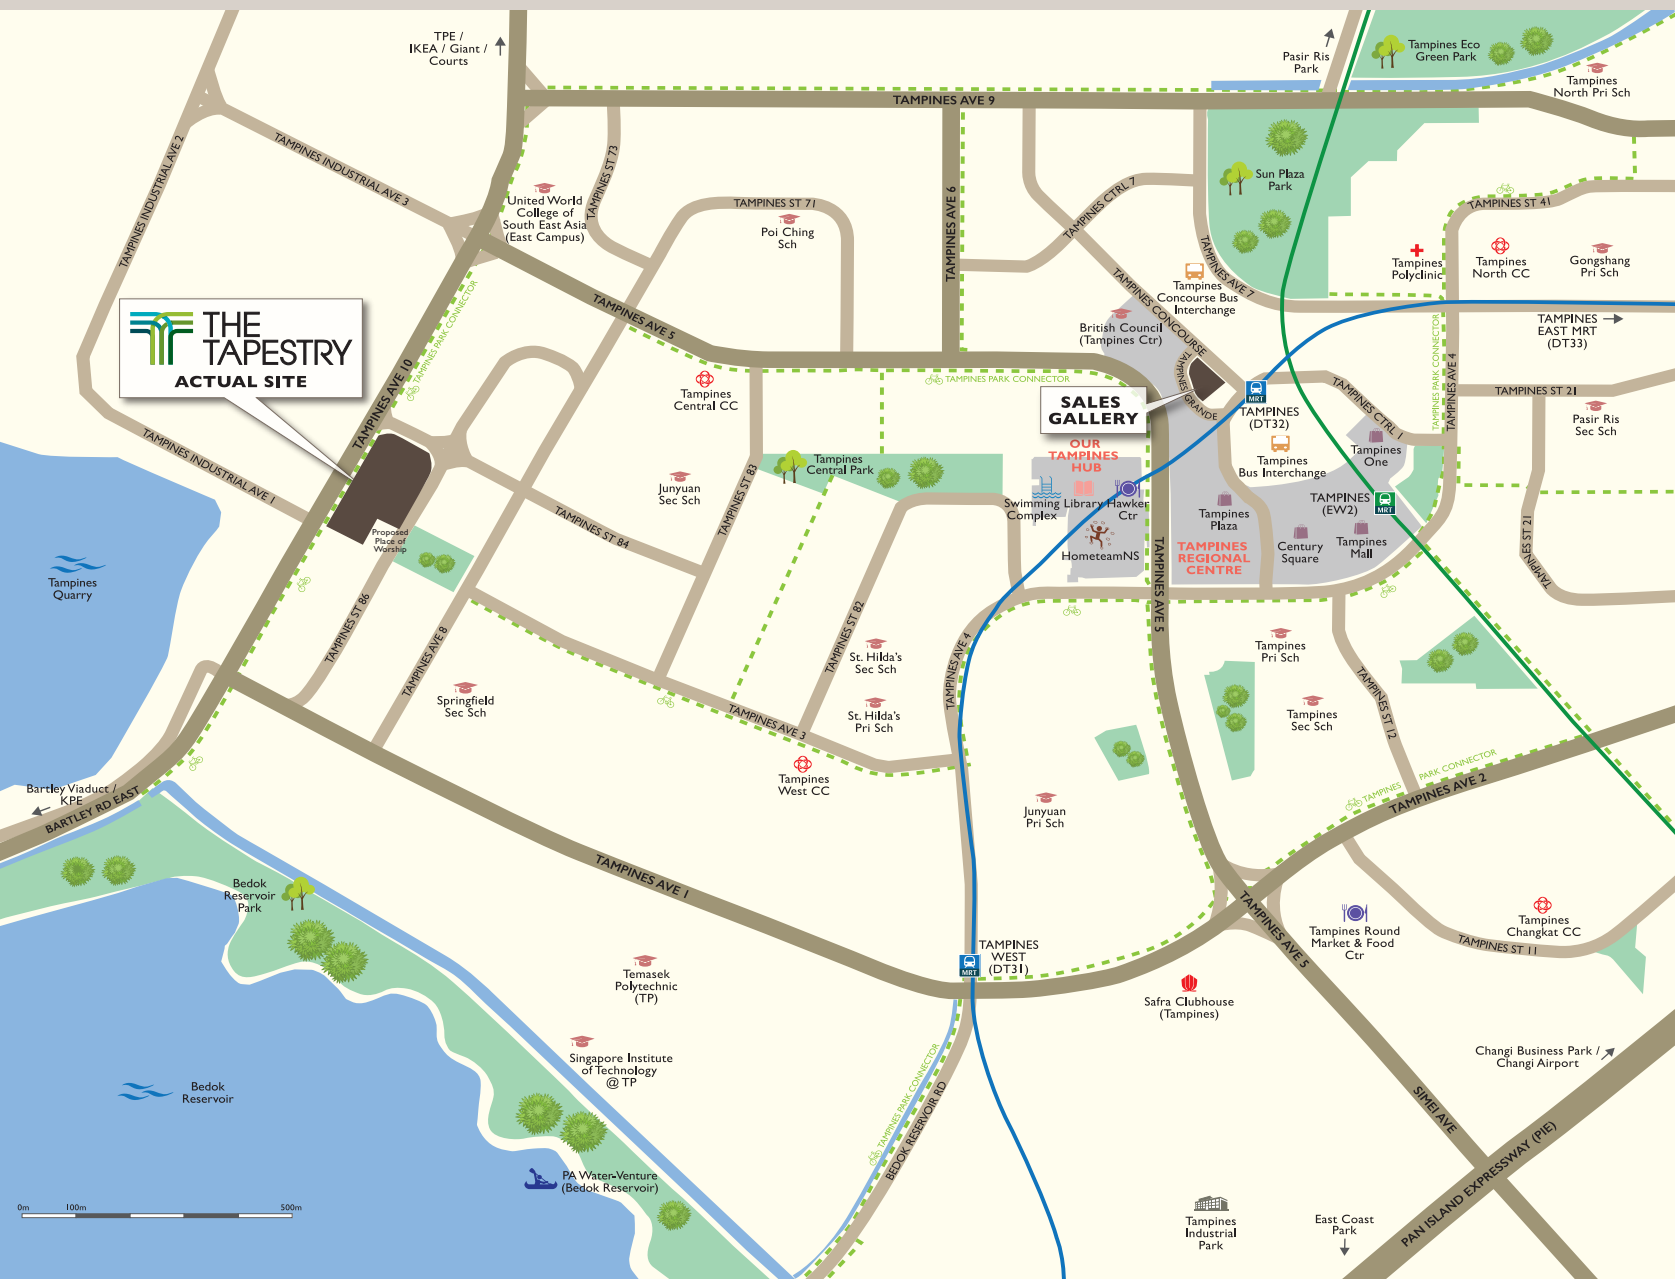 TPE /
IKEA / Giant /
Courts
Pasir Ris
Park
Tampines Eco
Green Park
Tampines
North Pri Sch
TAMPINES AVE 9
TAMPINES INDUSTRIAL AVE 2
TAMPINES INDUSTRIAL AVE 3
TAMPINES ST 73
United World
College of
South East Asia
(East Campus)
TAMPINES ST 71
Poi Ching
Sch
TAMPINES AVE 6
TAMPINES CTRL 7
Sun Plaza
Park
TAMPINES ST 41
Tampines
Polyclinic
Tampines
North CC
Gongshang
Pri Sch
TAMPINES AVE 7
TAMPINES CONCOURSE
Tampines
Concourse Bus
Interchange
British Council
(Tampines Ctr)
TAMPINES GRANDE
TAMPINES
EAST MRT
(DT33)
THE
TAPESTRY
ACTUAL SITE
TAMPINES PARK CONNECTOR
TAMPINES AVE 10
TAMPINES AVE 5
Tampines
Central CC
TAMPINES PARK CONNECTOR
SALES
GALLERY
MRT
TAMPINES
(DT32)
TAMPINES CTRL 1
TAMPINES PARK CONNECTOR
TAMPINES AVE 4
TAMPINES ST 21
Pasir Ris
Sec Sch
TAMPINES INDUSTRIAL AVE 1
OUR
TAMPINES
HUB
Swimming
Complex
Library
Hawker
Ctr
HometeamNS
Tampines
Bus Interchange
Tampines
One
Tampines
Plaza
TAMPINES
(EW2)
MRT
Century
Square
Tampines
Mall
TAMPINES
REGIONAL
CENTRE
TAMPINES ST 21
TAMPINES
Tampines
Central Park
Junyuan
Sec Sch
TAMPINES ST 83
TAMPINES ST 84
Proposed
Place of
Worship
Tampines
Quarry
TAMPINES ST 86
TAMPINES AVE 8
Springfield
Sec Sch
TAMPINES ST 82
St. Hilda's
Sec Sch
St. Hilda's
Pri Sch
TAMPINES AVE 3
Tampines
West CC
TAMPINES AVE 4
TAMPINES AVE 5
Tampines
Pri Sch
Tampines
Sec Sch
TAMPINES ST 12
Junyuan
Pri Sch
TAMPINES PARK CONNECTOR
TAMPINES AVE 2
Bartley Viaduct /
KPE
BARTLEY RD EAST
TAMPINES AVE 1
Bedok
Reservoir
Park
TAMPINES
WEST
(DT31)
MRT
TAMPINES AVE 5
Tampines Round
Market & Food
Ctr
TAMPINES ST 11
Tampines
Changkat CC
Safra Clubhouse
(Tampines)
Temasek
Polytechnic
(TP)
Singapore Institute
of Technology
@ TP
Bedok
Reservoir
PA Water-Venture
(Bedok Reservoir)
TAMPINES PARK CONNECTOR
BEDOK RESERVOIR RD
Changi Business Park /
Changi Airport
SIMEI AVE
PAN ISLAND EXPRESSWAY (PIE)
Tampines
Industrial
Park
East Coast
Park
0m
100m
500m